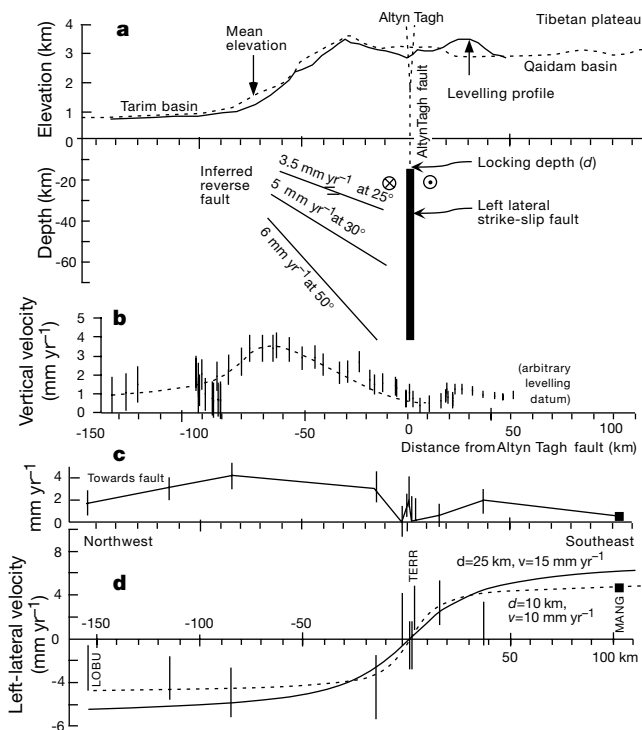 a
Altyn Tagh
Tibetan plateau
Elevation (km)
4
3
2
1
0
Mean
elevation
Tarim basin
Qaidam basin
Levelling profile
Altyn Tagh fault
-100
-50
0
50
100
Depth (km)
-20
-40
-60
Inferred
reverse
fault
3.5 mm yr⁻¹ at 25°
5 mm yr⁻¹ at 30°
6 mm yr⁻¹ at 50°
Locking depth (d)
Left lateral
strike-slip fault
b
Vertical velocity
(mm yr⁻¹)
5
4
3
2
1
0
(arbitrary
levelling
datum)
-150
-100
-50
0
50
100
Distance from Altyn Tagh fault (km)
c
Towards fault
mm yr⁻¹
4
2
0
Northwest
Southeast
d
TERR
d=25 km, v=15 mm yr⁻¹
d=10 km,
v=10 mm yr⁻¹
MANG
LOBU
Left-lateral velocity
(mm yr⁻¹)
4
0
-4
-6
-150
-100
-50
0
50
100 km